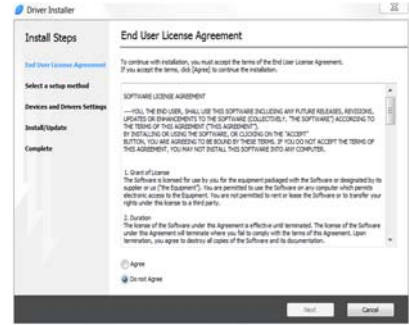 Driver Installer
Install Steps
End User License Agreement
Select a setup method
Devices and Drivers Settings
Install/Update
Complete
End User License Agreement
To continue with installation, you must accept the terms of the End User License Agreement.
If you accept the terms, click [Agree] to continue the installation.
SOFTWARE LICENSE AGREEMENT
----YOU, THE END USER, SHALL USE THIS SOFTWARE INCLUDING ANY FUTURE RELEASES, REVISIONS,
UPDATES OR ENHANCEMENTS TO THE SOFTWARE (COLLECTIVELY, "THE SOFTWARE") ACCORDING TO
THE TERMS OF THIS AGREEMENT ("THIS AGREEMENT").
BY INSTALLING OR USING THE SOFTWARE, OR CLICKING ON THE "ACCEPT"
BUTTON, YOU ARE AGREEING TO BE BOUND BY THESE TERMS. IF YOU DO NOT ACCEPT THE TERMS OF
THIS AGREEMENT, YOU MAY NOT INSTALL THIS SOFTWARE INTO ANY COMPUTER.
1. Grant of License
The Software is licensed for use by you for the equipment packaged with the Software or designated by its
supplier or us ("the Equipment"). You are permitted to use the Software on any computer which permits
electronic access to the Equipment. You are not permitted to rent or lease the Software or to transfer your
rights under this license to a third party.
2. Duration
The license of the Software under this Agreement is effective until terminated. The license of the Software
under this Agreement will terminate where you fail to comply with the terms of this Agreement. Upon
termination, you agree to destroy all copies of the Software and its documentation.
Agree
Do not Agree
Next
Cancel